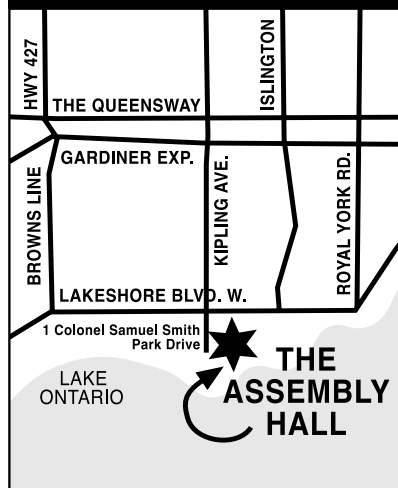 HWY 427
ISLINGTON
THE QUEENSWAY
GARDINER EXP.
BROWNS LINE
KIPLING AVE.
ROYAL YORK RD.
LAKESHORE BLVD. W.
1 Colonel Samuel Smith
Park Drive
LAKE
ONTARIO
THE
ASSEMBLY
HALL